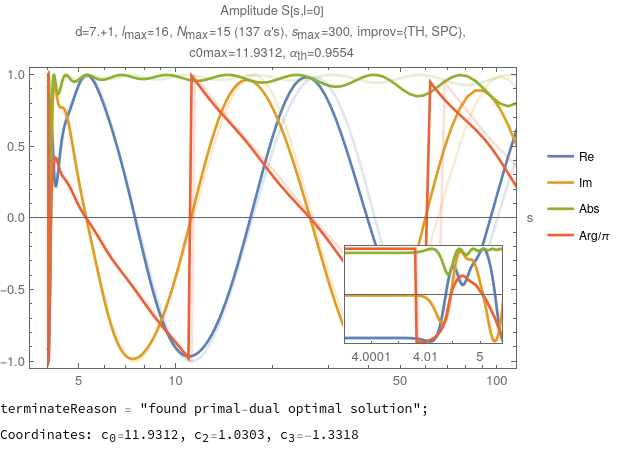 Amplitude S[s,l=0]
d=7.+1, lmax=16, Nmax=15 (137 α's), smax=300, improv={TH, SPC},
c0max=11.9312, αth=0.9554
1.0
0.5
0.0
-0.5
-1.0
5
10
50
100
s
4.0001
4.01
5
Re
Im
Abs
Arg/π
terminateReason = "found primal-dual optimal solution";
Coordinates: c0=11.9312, c2=1.0303, c3=-1.3318